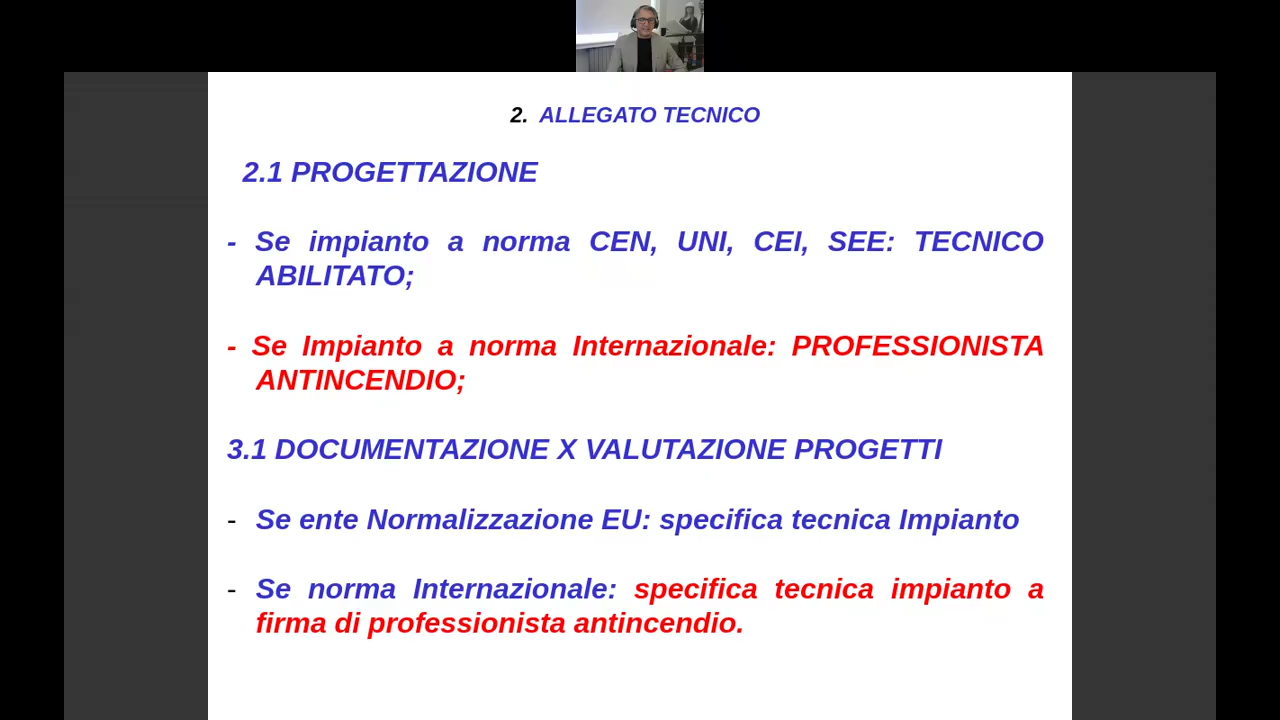 2. ALLEGATO TECNICO
2.1 PROGETTAZIONE
- Se impianto a norma CEN, UNI, CEI, SEE: TECNICO
ABILITATO;
- Se Impianto a norma Internazionale: PROFESSIONISTA
ANTINCENDIO;
3.1 DOCUMENTAZIONE X VALUTAZIONE PROGETTI
- Se ente Normalizzazione EU: specifica tecnica Impianto
- Se norma Internazionale: specifica tecnica impianto a
firma di professionista antincendio.